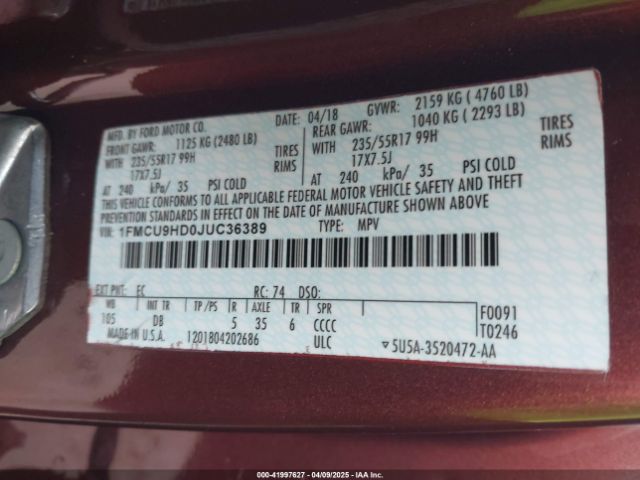 MFD. BY FORD MOTOR CO.
DATE: 04/18 GVWR: 2159 KG ( 4760 LB)
FRONT GAWR: 1125 KG (2480 LB)
REAR GAWR: 1040 KG ( 2293 LB)
WITH 235/55R17 99H TIRES
WITH 235/55R17 99H TIRES
17X7.5J RIMS
17X7.5J RIMS
AT 240 kPa/ 35 PSI COLD
AT 240 kPa/ 35 PSI COLD
THIS VEHICLE CONFORMS TO ALL APPLICABLE FEDERAL MOTOR VEHICLE SAFETY AND THEFT
PREVENTION STANDARDS IN EFFECT ON THE DATE OF MANUFACTURE SHOWN ABOVE.
VIN: 1FMCU9HD0JUC36389 TYPE: MPV
EXT PNT: EC RC: 74 DSO:
WB INT TR TP/PS R AXLE TR SPR
105 DB 5 35 6 CCCC
F0091
T0246
MADE IN U.S.A. 1201804202686 ULC
▼5U5A-3520472-AA
00-41997627 - 04/09/2025 - IAA Inc.